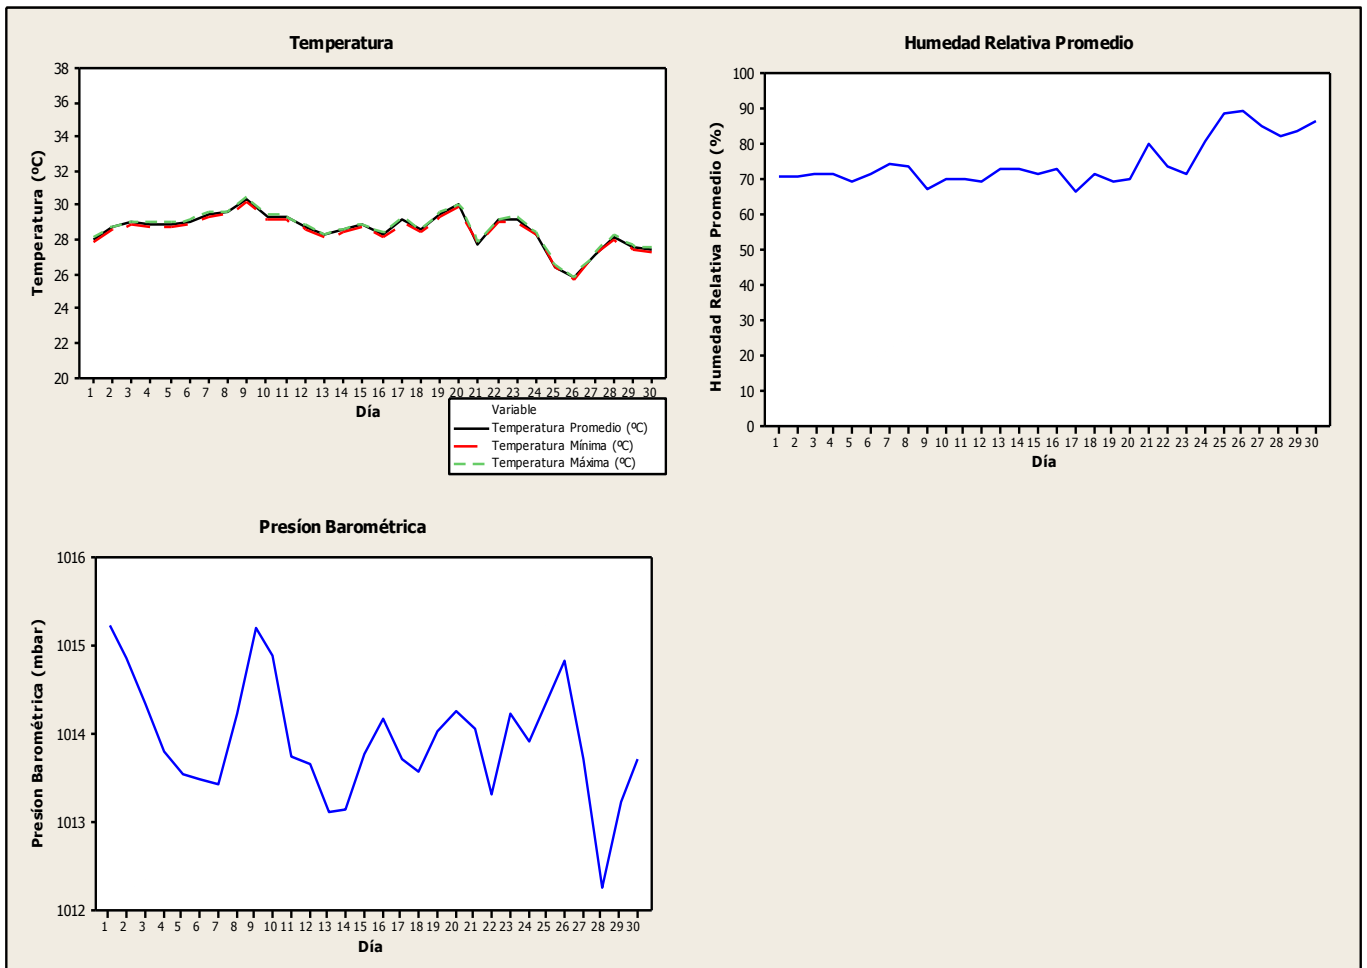 Temperatura
Temperatura (ºC)
38
36
34
32
30
28
26
24
22
20
1 2 3 4 5 6 7 8 9 10 11 12 13 14 15 16 17 18 19 20 21 22 23 24 25 26 27 28 29 30
Día
Variable
Temperatura Promedio (ºC)
Temperatura Mínima (ºC)
Temperatura Máxima (ºC)
Humedad Relativa Promedio
Humedad Relativa Promedio (%)
100
90
80
70
60
50
40
30
20
10
0
1 2 3 4 5 6 7 8 9 10 11 12 13 14 15 16 17 18 19 20 21 22 23 24 25 26 27 28 29 30
Día
Presíon Barométrica
Presíon Barométrica (mbar)
1016
1015
1014
1013
1012
1 2 3 4 5 6 7 8 9 10 11 12 13 14 15 16 17 18 19 20 21 22 23 24 25 26 27 28 29 30
Día